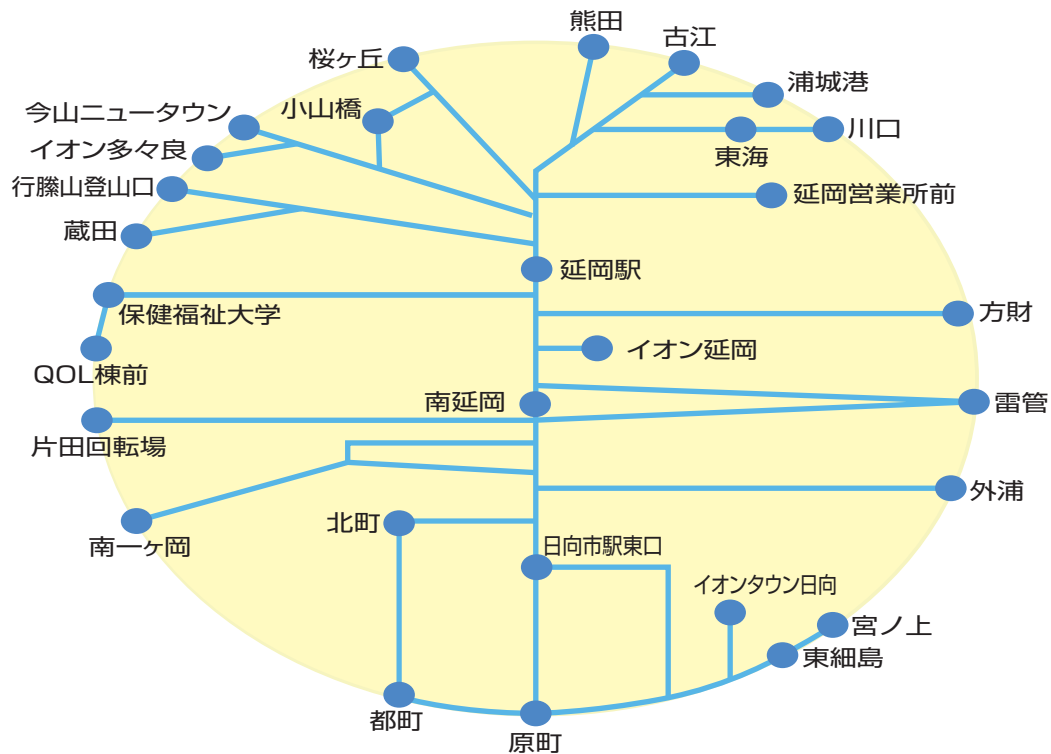 熊田
古江
桜ヶ丘
浦城港
小山橋
今山ニュータウン
川口
東海
イオン多々良
行縢山登山口
延岡営業所前
蔵田
延岡駅
保健福祉大学
方財
イオン延岡
QOL棟前
南延岡
雷管
片田回転場
外浦
北町
南一ヶ岡
日向市駅東口
イオンタウン日向
宮ノ上
東細島
都町
原町